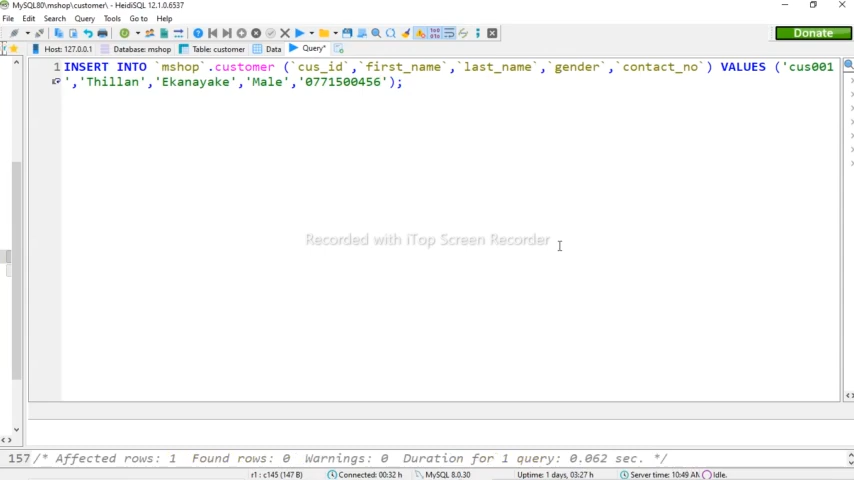 MySQL80\mshop\customer\ - HeidiSQL 12.1.0.6537
File Edit Search Query Tools Go to Help
Donate
Host: 127.0.0.1 Database: mshop Table: customer Data Query*
1 INSERT INTO `mshop`.customer (`cus_id`,`first_name`,`last_name`,`gender`,`contact_no`) VALUES ('cus001
','Thillan','Ekanayake','Male','0771500456');
Recorded with iTop Screen Recorder
157 /* Affected rows: 1 Found rows: 0 Warnings: 0 Duration for 1 query: 0.062 sec. */
r1 : c145 (147 B) Connected: 00:32 h MySQL 8.0.30 Uptime: 1 days, 03:27 h Server time: 10:49 AM Idle.